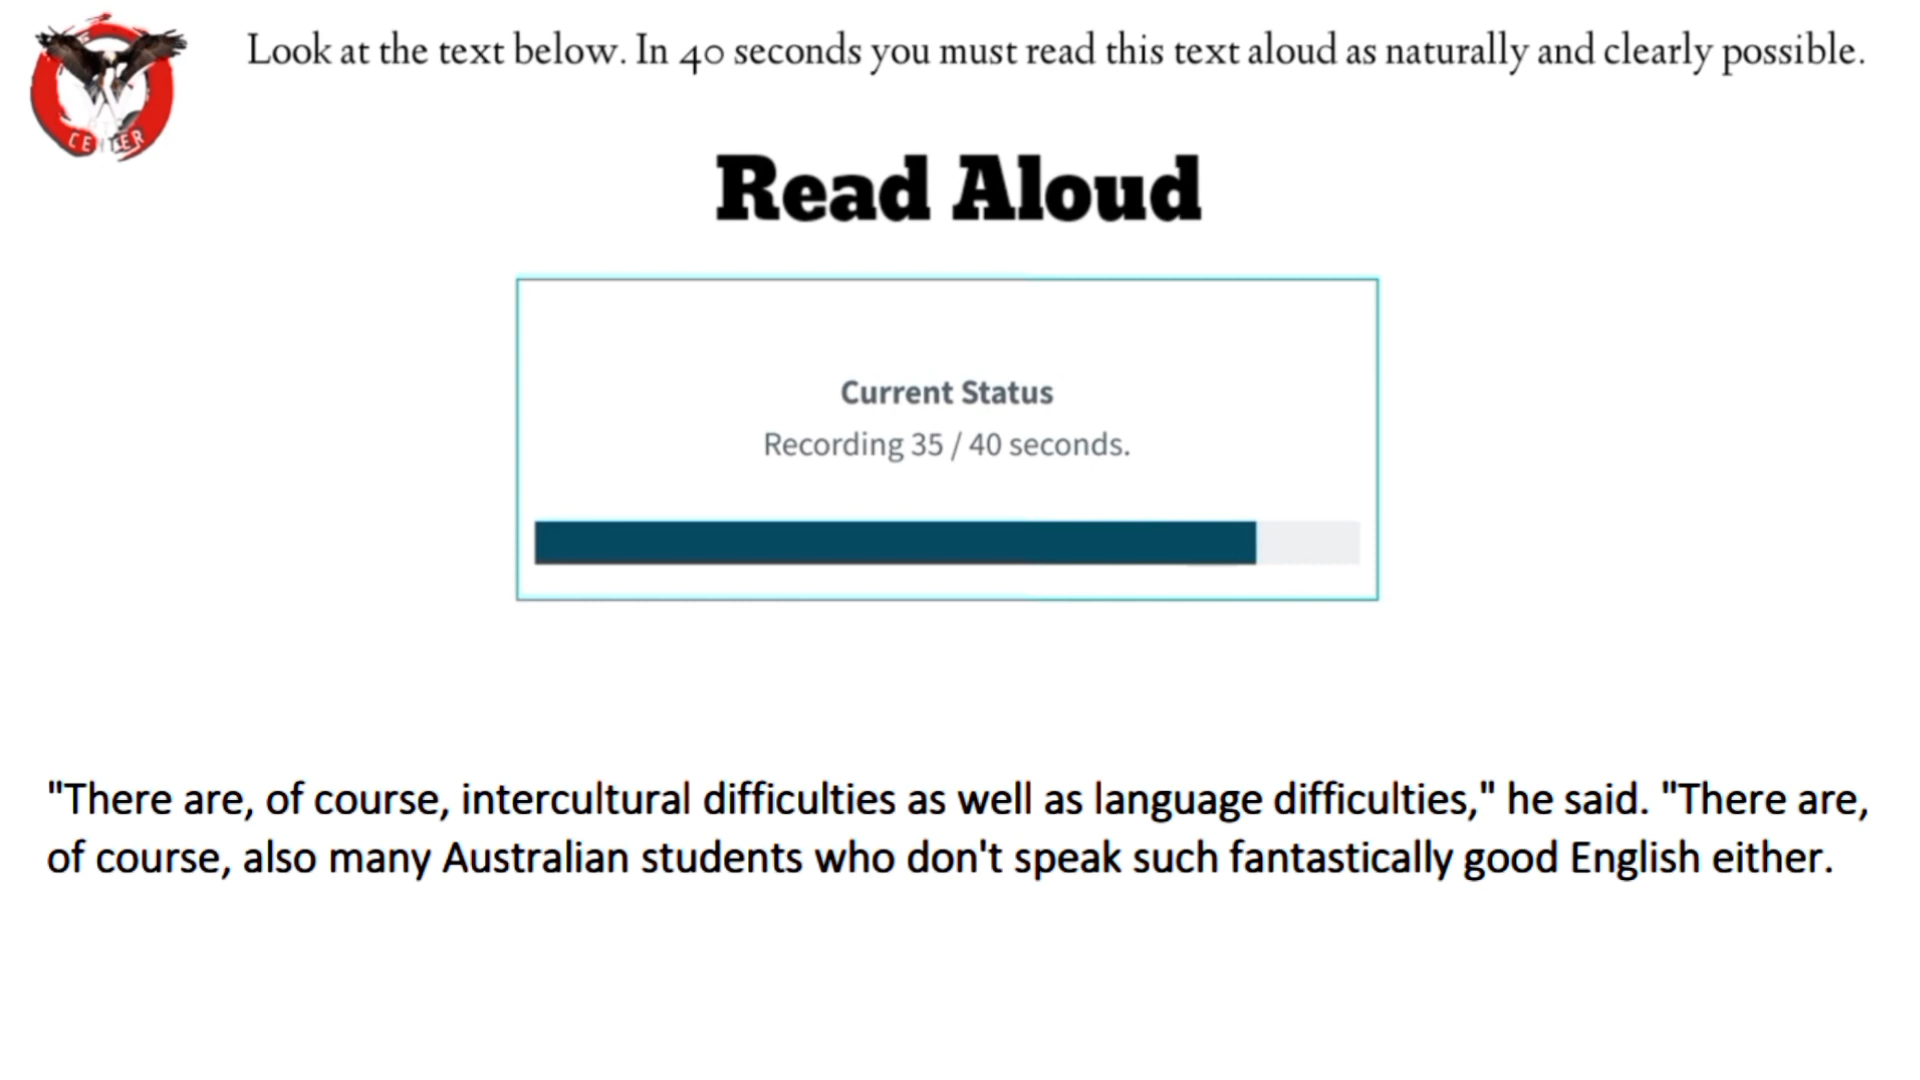 Look at the text below. In 40 seconds you must read this text aloud as naturally and clearly possible.
CENTER
Read Aloud
Current Status
Recording 35 / 40 seconds.
"There are, of course, intercultural difficulties as well as language difficulties," he said. "There are,
of course, also many Australian students who don't speak such fantastically good English either.